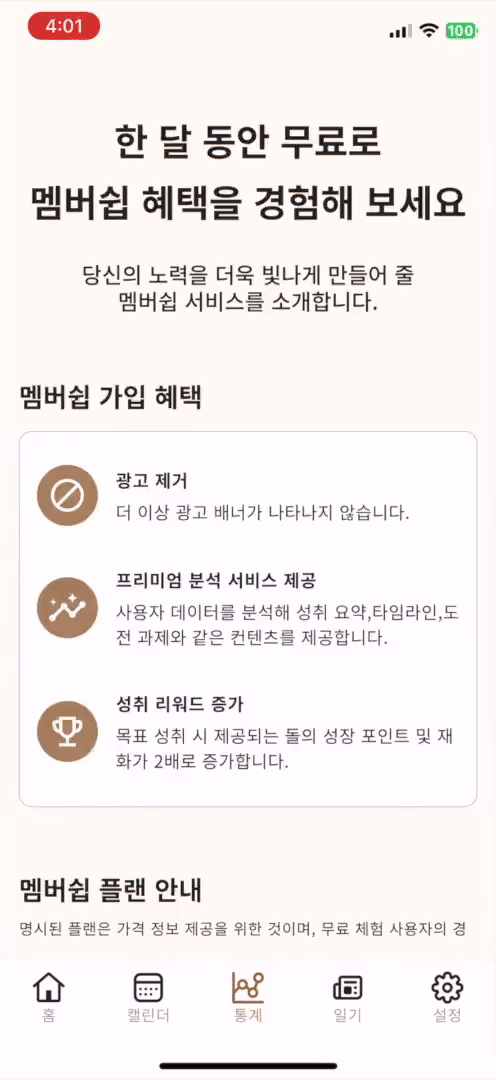 4:01
100
한 달 동안 무료로
멤버쉽 혜택을 경험해 보세요
당신의 노력을 더욱 빛나게 만들어 줄
멤버쉽 서비스를 소개합니다.
멤버쉽 가입 혜택
광고 제거
더 이상 광고 배너가 나타나지 않습니다.
프리미엄 분석 서비스 제공
사용자 데이터를 분석해 성취 요약,타임라인,도
전 과제와 같은 컨텐츠를 제공합니다.
성취 리워드 증가
목표 성취 시 제공되는 돌의 성장 포인트 및 재
화가 2배로 증가합니다.
멤버쉽 플랜 안내
명시된 플랜은 가격 정보 제공을 위한 것이며, 무료 체험 사용자의 경
홈
캘린더
통계
일기
설정